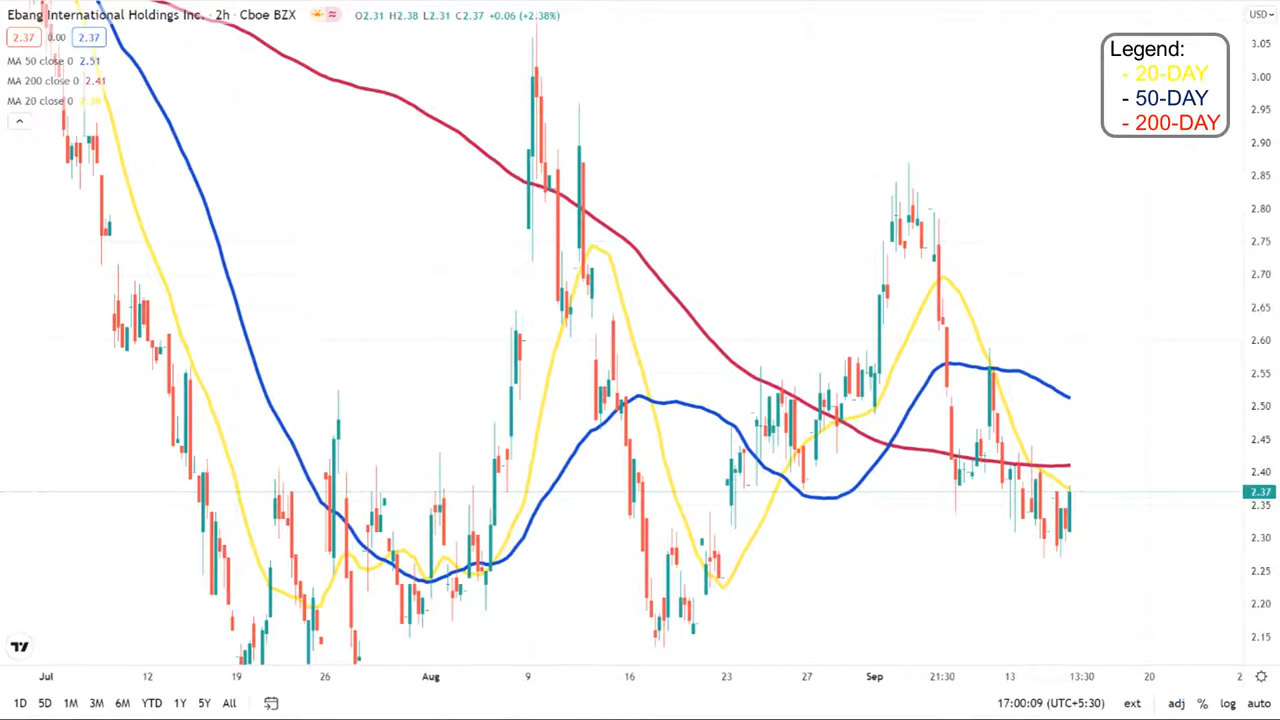 Ebang International Holdings Inc. · 2h · Cboe BZX O2.31 H2.38 L2.31 C2.37 +0.06 (+2.38%) USD
2.37 0.00 2.37
MA 50 close 0 2.51
MA 200 close 0 2.41
MA 20 close 0 2.38
Legend:
- 20-DAY
- 50-DAY
- 200-DAY
3.05
3.00
2.95
2.90
2.85
2.80
2.75
2.70
2.65
2.60
2.55
2.50
2.45
2.40
2.37
2.35
2.30
2.25
2.20
2.15
Jul 12 19 26 Aug 9 16 23 27 Sep 21:30 13 13:30 20 2
1D 5D 1M 3M 6M YTD 1Y 5Y All 17:00:09 (UTC+5:30) ext adj % log auto